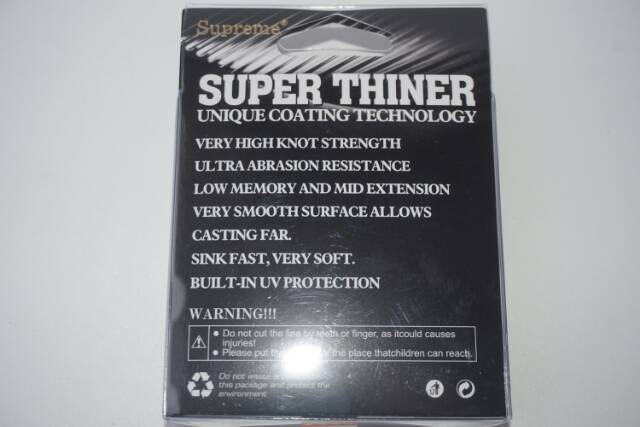 Supreme®
SUPER THINER
UNIQUE COATING TECHNOLOGY
VERY HIGH KNOT STRENGTH
ULTRA ABRASION RESISTANCE
LOW MEMORY AND MID EXTENSION
VERY SMOOTH SURFACE ALLOWS
CASTING FAR.
SINK FAST, VERY SOFT.
BUILT-IN UV PROTECTION
WARNING!!!
● Do not cut the line by teeth or finger, as itcould causes
injuries!
● Please put the place thatchildren can reach.
Do not waste
this package and protect the
environment